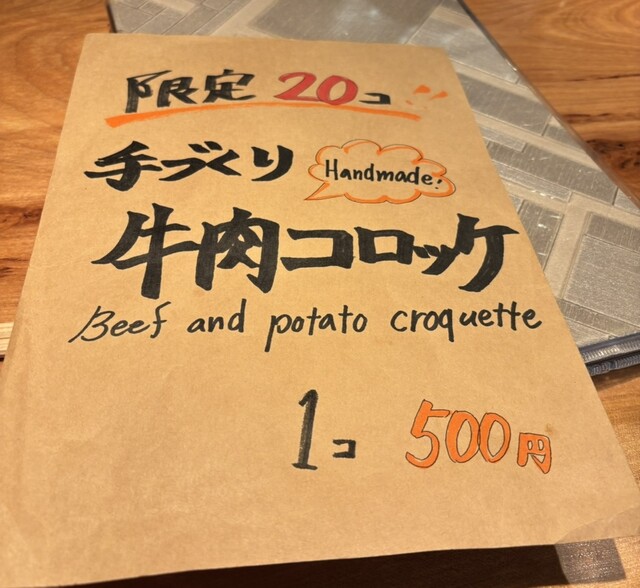 限定 20コ!!
手づくり Handmade!
牛肉コロッケ
Beef and potato croquette
1コ 500円